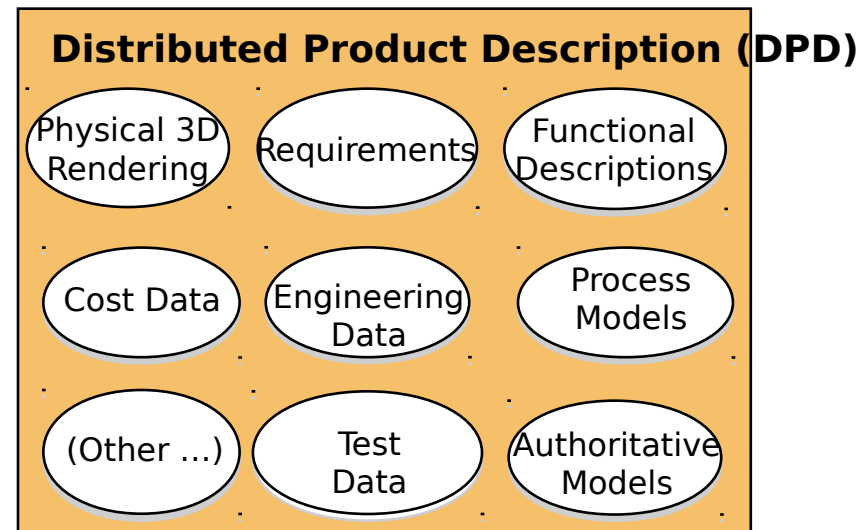 Distributed Product Description (DPD)
Physical 3D
Rendering
Requirements
Functional
Descriptions
Cost Data
Engineering
Data
Process
Models
(Other ...)
Test
Data
Authoritative
Models